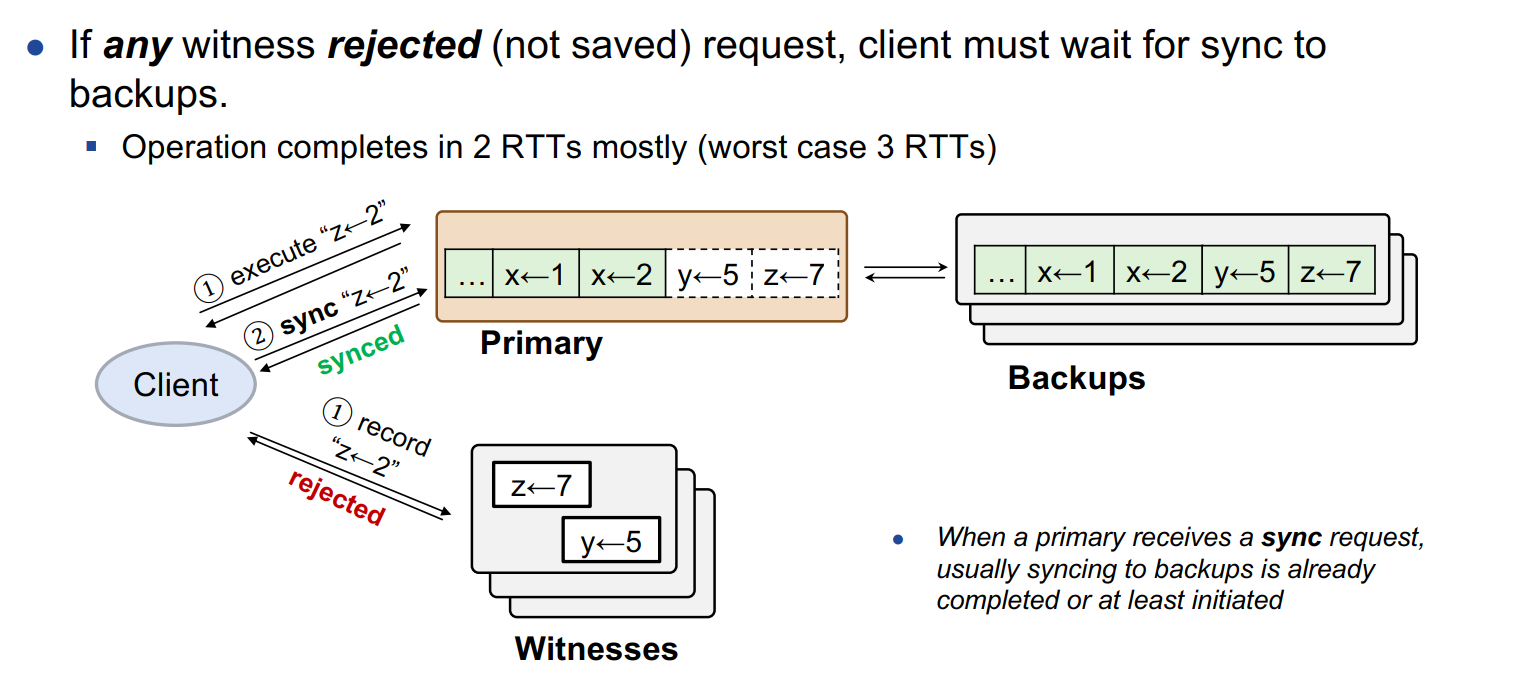 If any witness rejected (not saved) request, client must wait for sync to
backups.
Operation completes in 2 RTTs mostly (worst case 3 RTTs)
① execute “z←2”
② sync “z←2”
synced
… x←1 x←2 y←5 z←7
Primary
… x←1 x←2 y←5 z←7
Backups
Client
① record
“z←2”
rejected
z←7
y←5
Witnesses
When a primary receives a sync request,
usually syncing to backups is already
completed or at least initiated